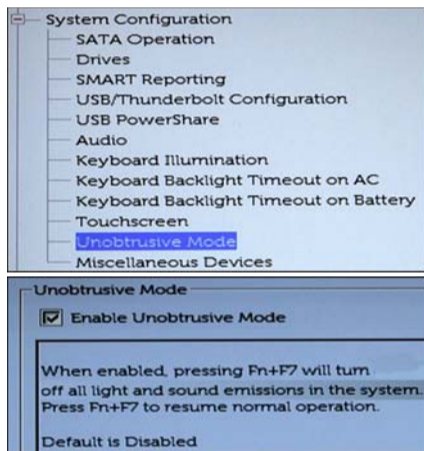 System Configuration
SATA Operation
Drives
SMART Reporting
USB/Thunderbolt Configuration
USB PowerShare
Audio
Keyboard Illumination
Keyboard Backlight Timeout on AC
Keyboard Backlight Timeout on Battery
Touchscreen
Unobtrusive Mode
Miscellaneous Devices
Unobtrusive Mode
Enable Unobtrusive Mode
When enabled, pressing Fn+F7 will turn
off all light and sound emissions in the system.
Press Fn+F7 to resume normal operation.
Default is Disabled